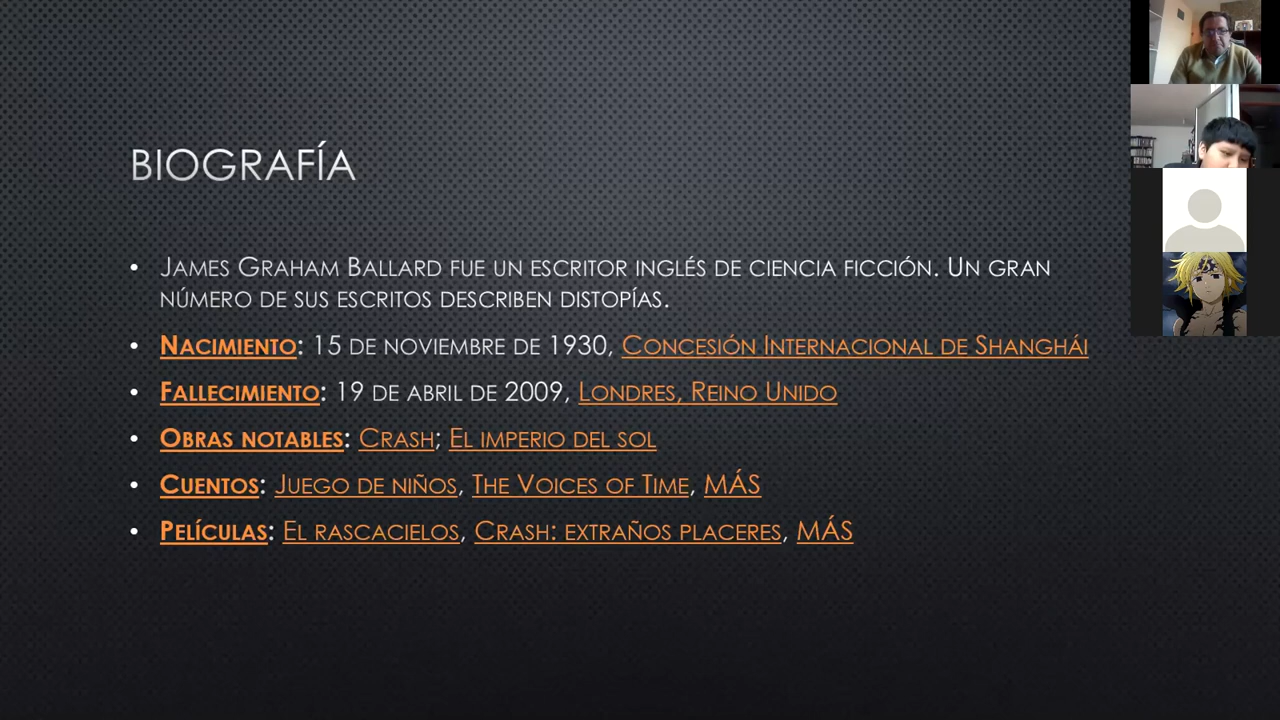 BIOGRAFÍA
• JAMES GRAHAM BALLARD FUE UN ESCRITOR INGLÉS DE CIENCIA FICCIÓN. UN GRAN
NÚMERO DE SUS ESCRITOS DESCRIBEN DISTOPÍAS.
• NACIMIENTO: 15 DE NOVIEMBRE DE 1930, CONCESIÓN INTERNACIONAL DE SHANGHÁI
• FALLECIMIENTO: 19 DE ABRIL DE 2009, LONDRES, REINO UNIDO
• OBRAS NOTABLES: CRASH; EL IMPERIO DEL SOL
• CUENTOS: JUEGO DE NIÑOS, THE VOICES OF TIME, MÁS
• PELÍCULAS: EL RASCACIELOS, CRASH: EXTRAÑOS PLACERES, MÁS